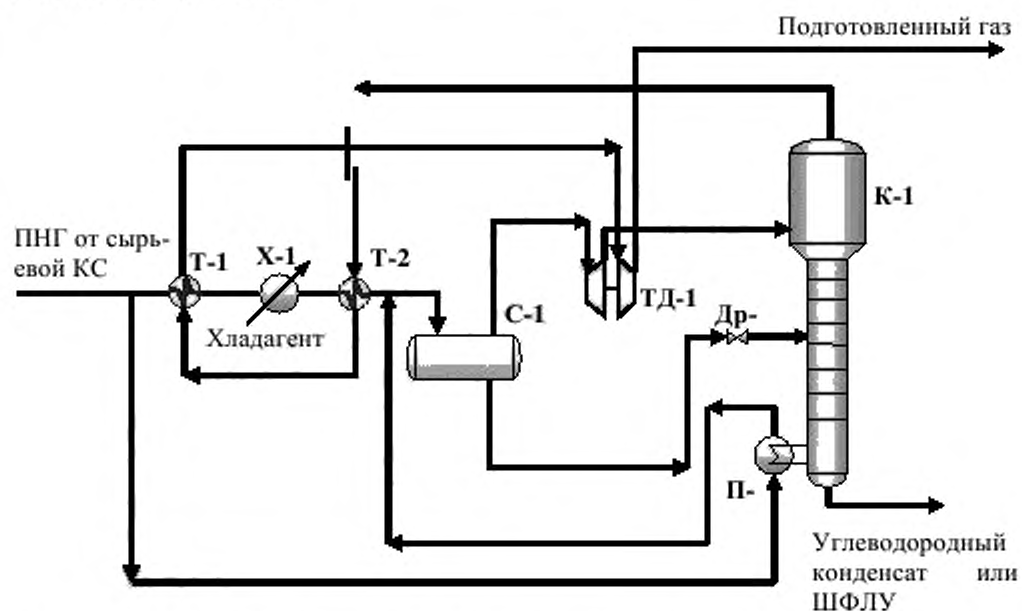 Подготовленный газ
К-1
ПНГ от сырь-
евой КС
Т-1
Х-1
Т-2
Хладагент
С-1
ТД-1
Др-
П-
Углеводородный
конденсат или
ШФЛУ